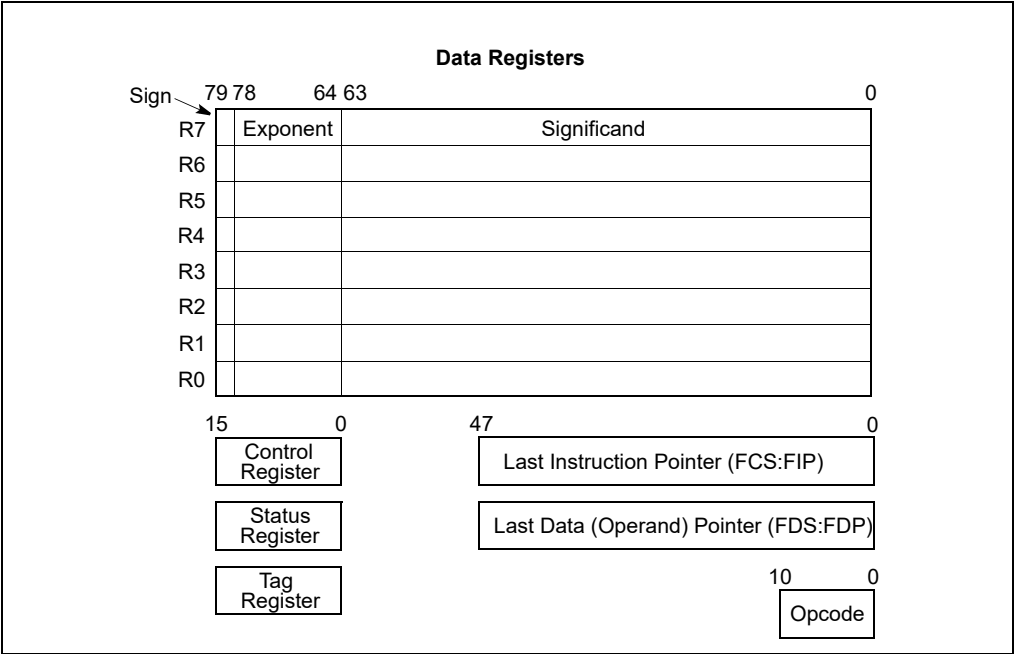 Data Registers
Sign 79 78 64 63 0
R7 Exponent Significand
R6
R5
R4
R3
R2
R1
R0
15 0 47 0
Control
Register
Last Instruction Pointer (FCS:FIP)
Status
Register
Last Data (Operand) Pointer (FDS:FDP)
10 0
Tag
Register
Opcode